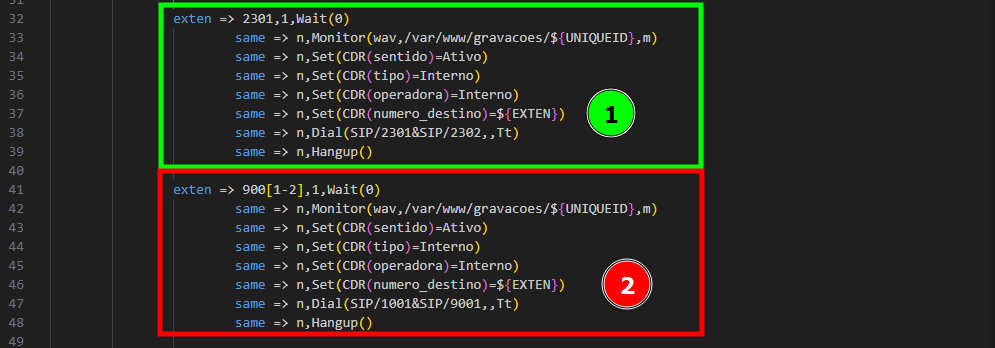 32 exten => 2301,1,Wait(0)
33 same => n,Monitor(wav,/var/www/gravacoes/${UNIQUEID},m)
34 same => n,Set(CDR(sentido)=Ativo)
35 same => n,Set(CDR(tipo)=Interno)
36 same => n,Set(CDR(operadora)=Interno)
37 same => n,Set(CDR(numero_destino)=${EXTEN})
1
38 same => n,Dial(SIP/2301&SIP/2302,,Tt)
39 same => n,Hangup()
40
41 exten => 900[1-2],1,Wait(0)
42 same => n,Monitor(wav,/var/www/gravacoes/${UNIQUEID},m)
43 same => n,Set(CDR(sentido)=Ativo)
44 same => n,Set(CDR(tipo)=Interno)
45 same => n,Set(CDR(operadora)=Interno)
46 same => n,Set(CDR(numero_destino)=${EXTEN})
2
47 same => n,Dial(SIP/1001&SIP/9001,,Tt)
48 same => n,Hangup()
49